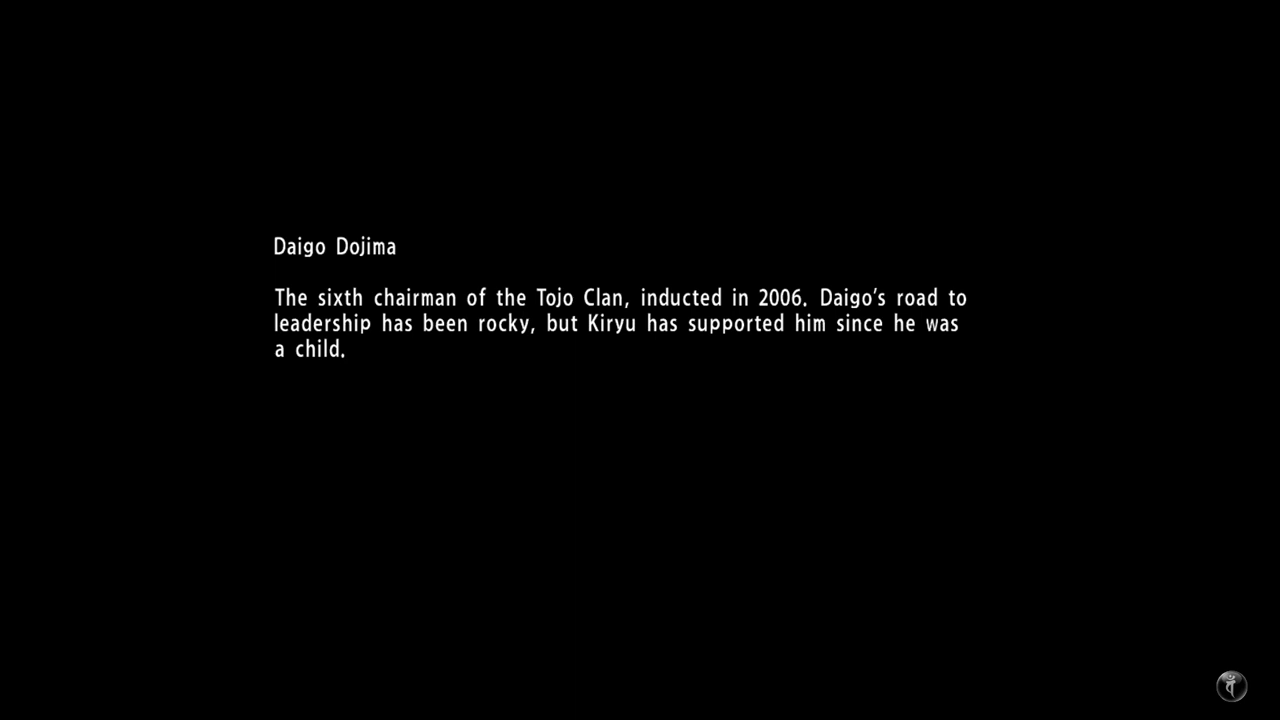 Daigo Dojima
The sixth chairman of the Tojo Clan, inducted in 2006. Daigo's road to
leadership has been rocky, but Kiryu has supported him since he was
a child.